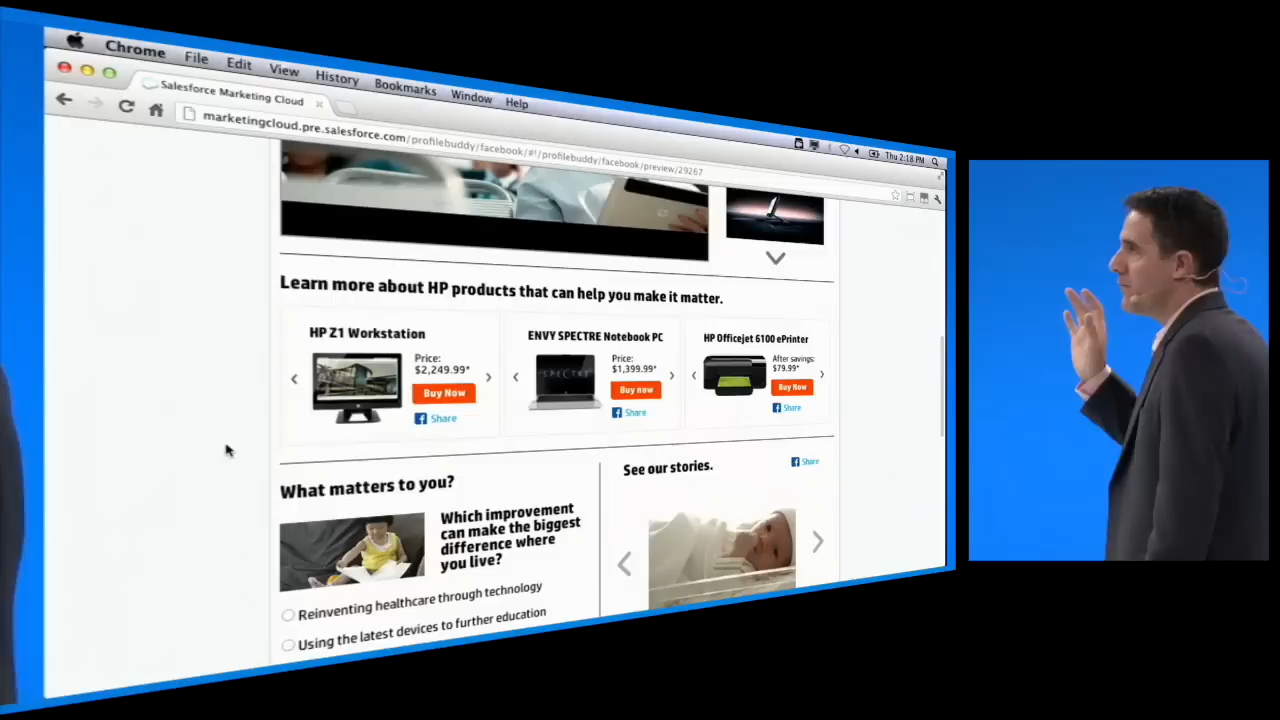 Chrome File Edit View History Bookmarks Window Help
Thu 2:18 PM
Salesforce Marketing Cloud
marketingcloud.pre.salesforce.com/profilebuddy/facebook/#!/profilebuddy/facebook/preview/29267
Learn more about HP products that can help you make it matter.
HP Z1 Workstation
Price:
$2,249.99*
Buy Now
Share
ENVY SPECTRE Notebook PC
SPECTRE
Price:
$1,399.99*
Buy now
Share
HP Officejet 6100 ePrinter
After savings:
$79.99*
Buy Now
Share
What matters to you?
Which improvement
can make the biggest
difference where
you live?
Reinventing healthcare through technology
Using the latest devices to further education
See our stories.
Share